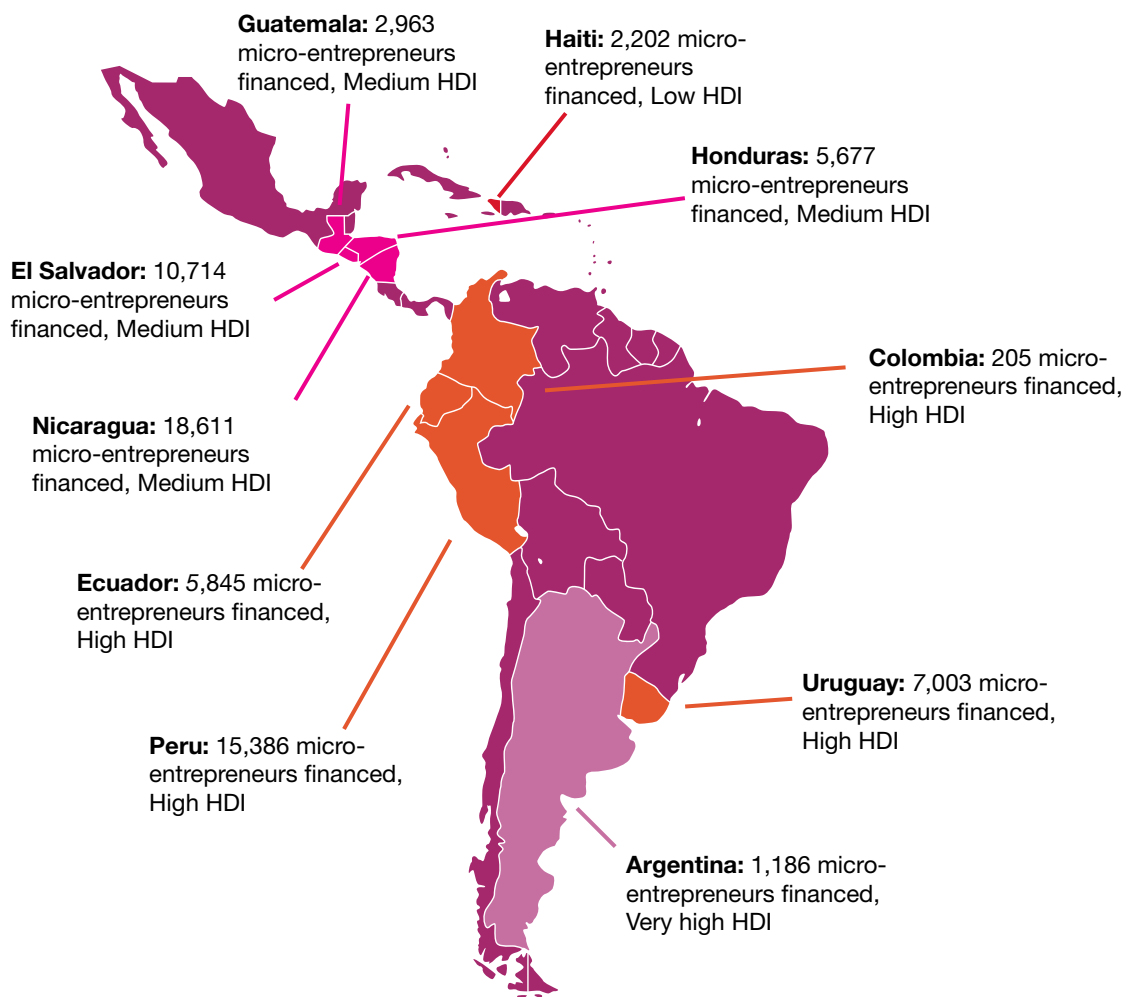 Guatemala: 2,963
micro-entrepreneurs
financed, Medium HDI
Haiti: 2,202 micro-
entrepreneurs
financed, Low HDI
Honduras: 5,677
micro-entrepreneurs
financed, Medium HDI
El Salvador: 10,714
micro-entrepreneurs
financed, Medium HDI
Colombia: 205 micro-
entrepreneurs financed,
High HDI
Nicaragua: 18,611
micro-entrepreneurs
financed, Medium HDI
Ecuador: 5,845 micro-
entrepreneurs financed,
High HDI
Uruguay: 7,003 micro-
entrepreneurs financed,
High HDI
Peru: 15,386 micro-
entrepreneurs financed,
High HDI
Argentina: 1,186 micro-
entrepreneurs financed,
Very high HDI